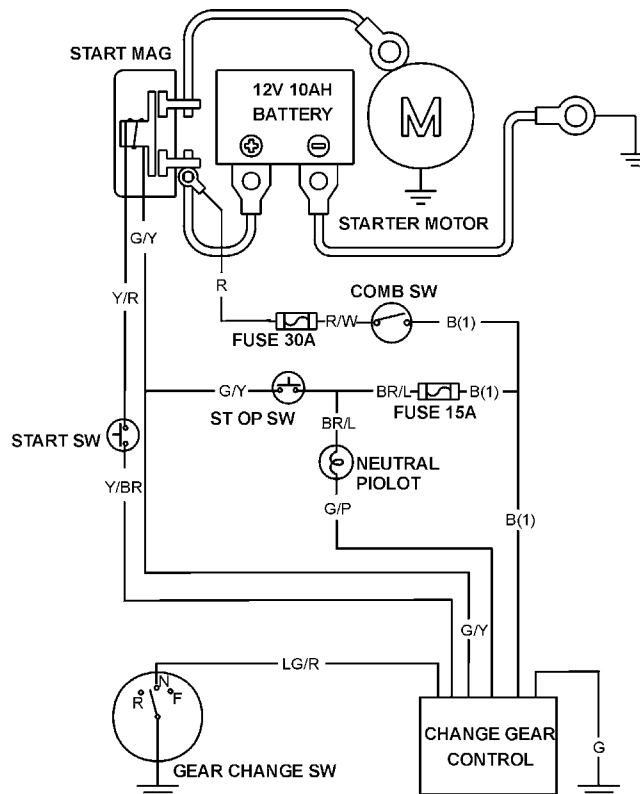 START MAG
12V 10AH
BATTERY
M
STARTER MOTOR
G/Y
Y/R
R
COMB SW
R/W
B(1)
FUSE 30A
G/Y
BR/L
B(1)
ST OP SW
FUSE 15A
START SW
BR/L
NEUTRAL
PIOLOT
Y/BR
G/P
B(1)
G/Y
LG/R
N
R
F
CHANGE GEAR
CONTROL
G
GEAR CHANGE SW